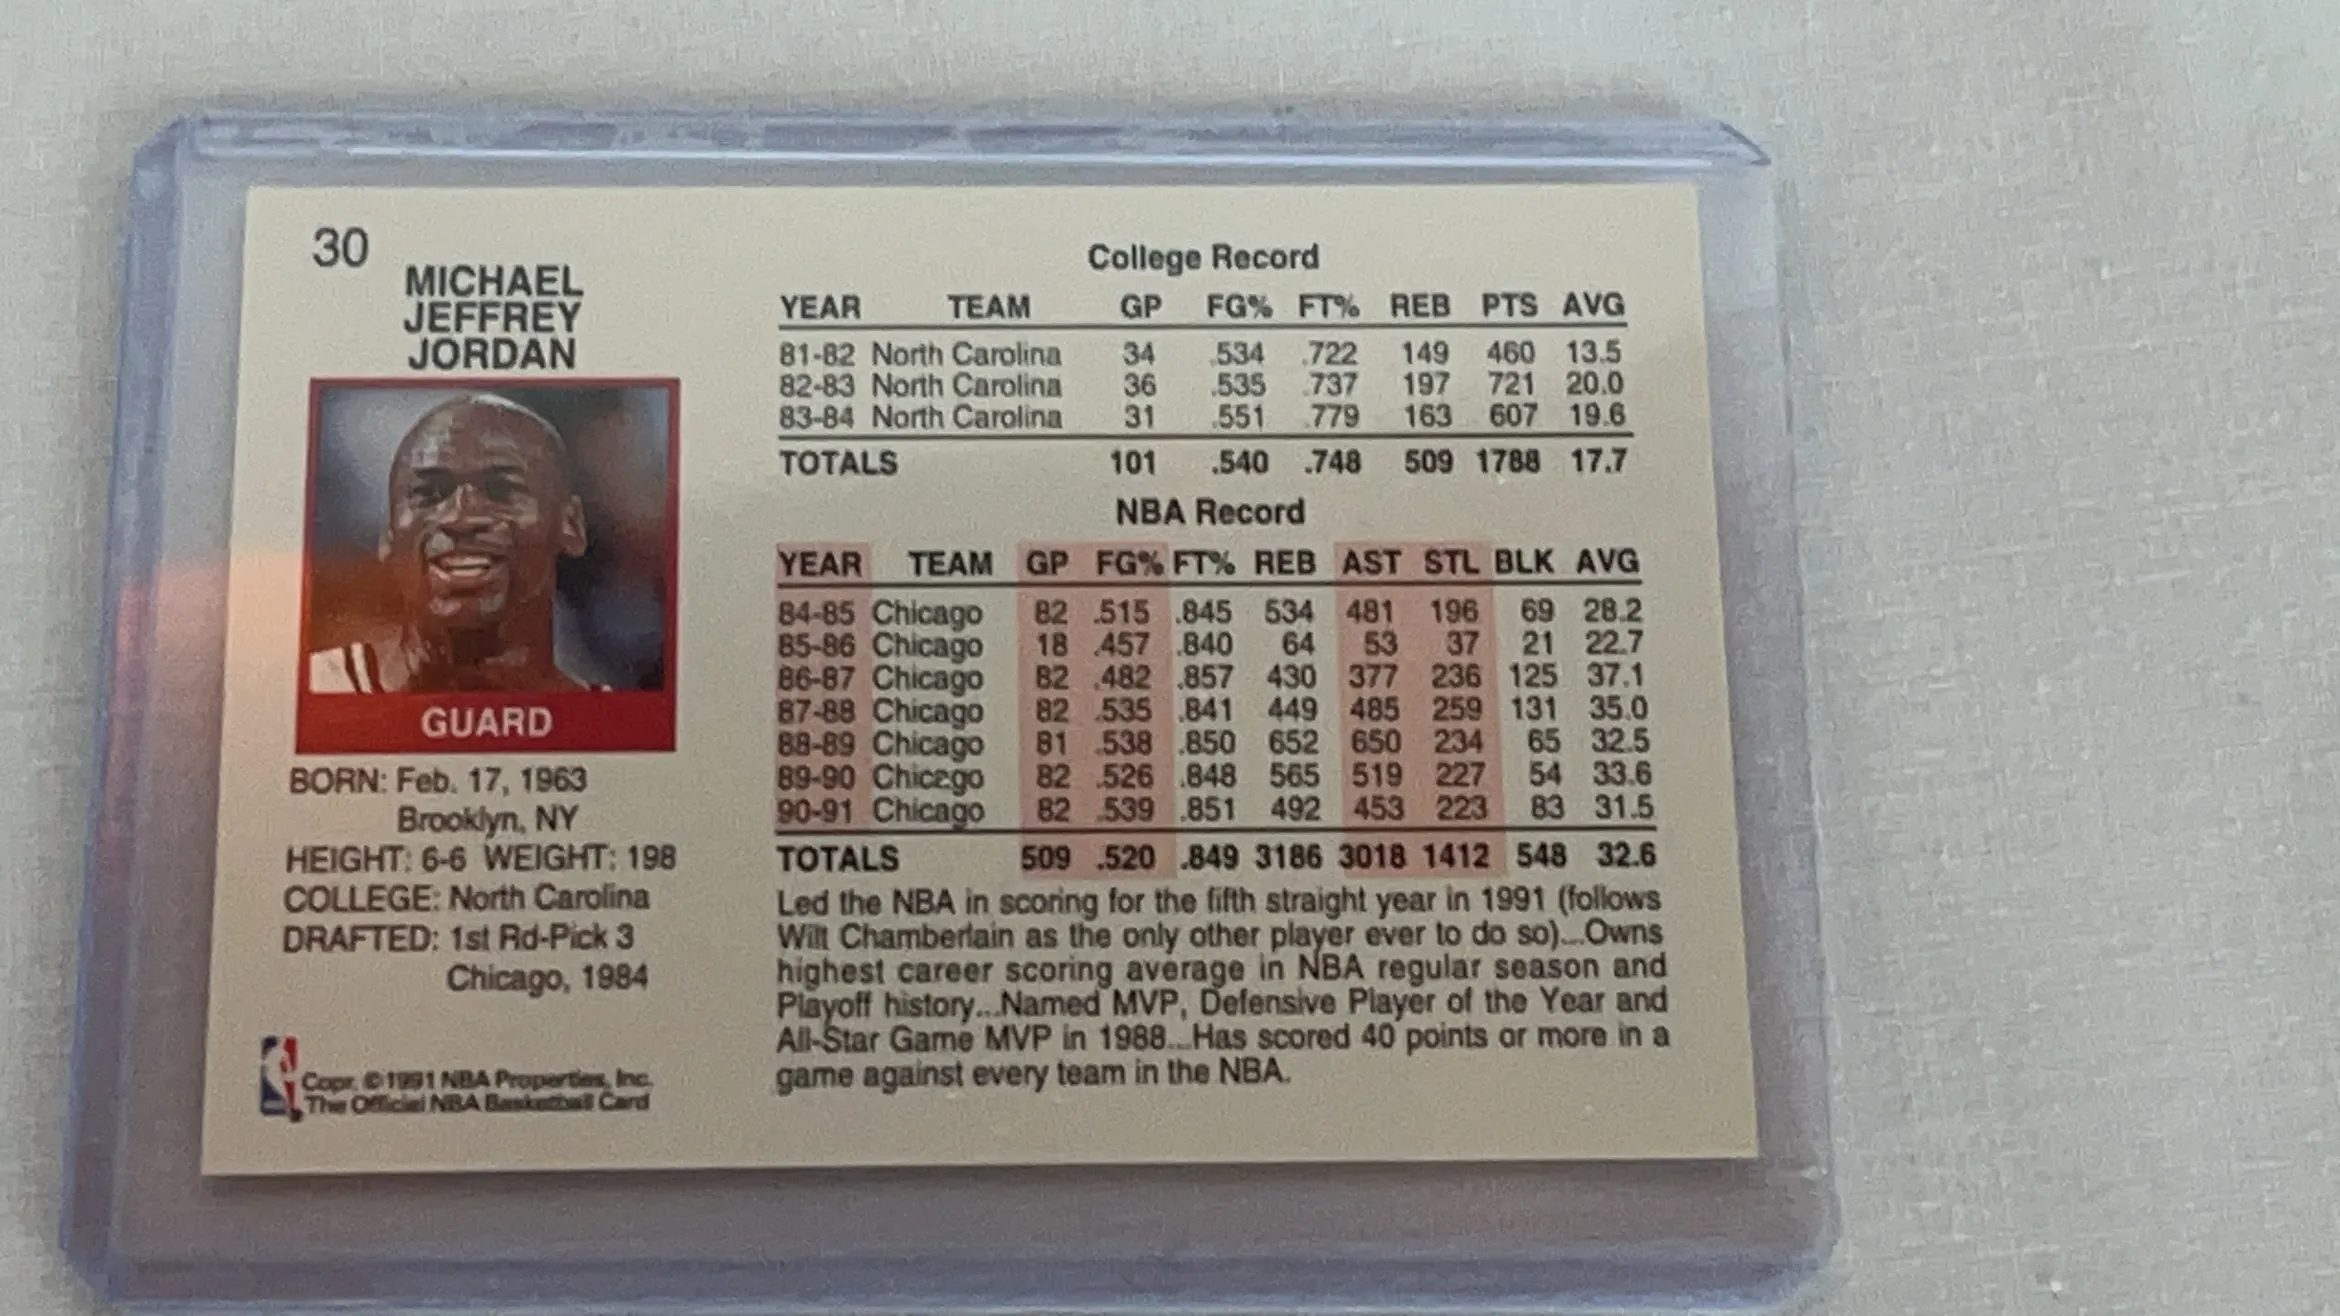 30
MICHAEL
JEFFREY
JORDAN
GUARD
BORN: Feb. 17, 1963
Brooklyn, NY
HEIGHT: 6-6 WEIGHT: 198
COLLEGE: North Carolina
DRAFTED: 1st Rd-Pick 3
Chicago, 1984
Copr. ©1991 NBA Properties, Inc.
The Official NBA Basketball Card
College Record
YEAR TEAM GP FG% FT% REB PTS AVG
81-82 North Carolina 34 .534 .722 149 460 13.5
82-83 North Carolina 36 .535 .737 197 721 20.0
83-84 North Carolina 31 .551 .779 163 607 19.6
TOTALS 101 .540 .748 509 1788 17.7
NBA Record
YEAR TEAM GP FG% FT% REB AST STL BLK AVG
84-85 Chicago 82 .515 .845 534 481 196 69 28.2
85-86 Chicago 18 .457 .840 64 53 37 21 22.7
86-87 Chicago 82 .482 .857 430 377 236 125 37.1
87-88 Chicago 82 .535 .841 449 485 259 131 35.0
88-89 Chicago 81 .538 .850 652 650 234 65 32.5
89-90 Chicago 82 .526 .848 565 519 227 54 33.6
90-91 Chicago 82 .539 .851 492 453 223 83 31.5
TOTALS 509 .520 .849 3186 3018 1412 548 32.6
Led the NBA in scoring for the fifth straight year in 1991 (follows
Wilt Chamberlain as the only other player ever to do so)...Owns
highest career scoring average in NBA regular season and
Playoff history...Named MVP, Defensive Player of the Year and
All-Star Game MVP in 1988...Has scored 40 points or more in a
game against every team in the NBA.